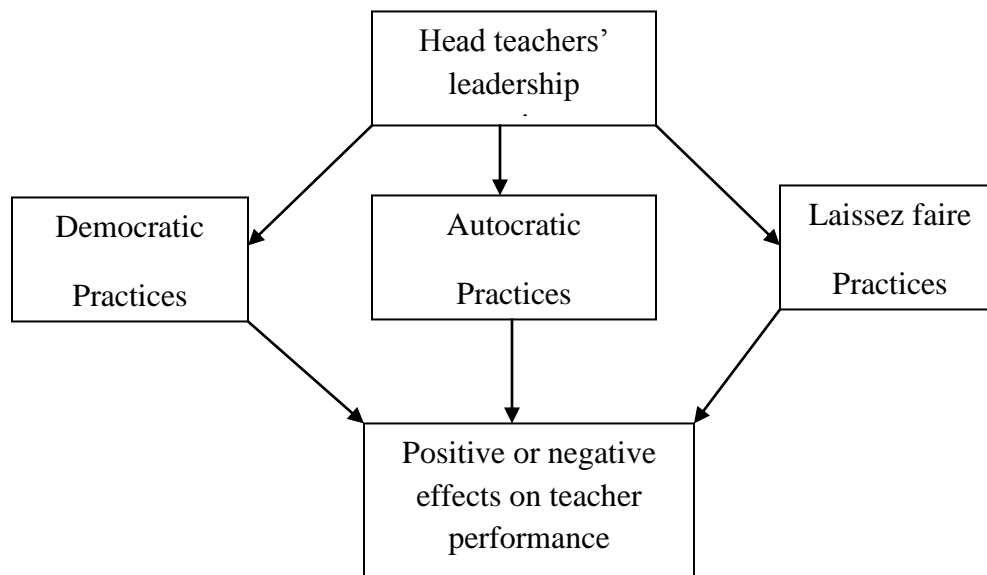 Head teachers’
leadership
Democratic
Practices
Autocratic
Practices
Laissez faire
Practices
Positive or negative
effects on teacher
performance